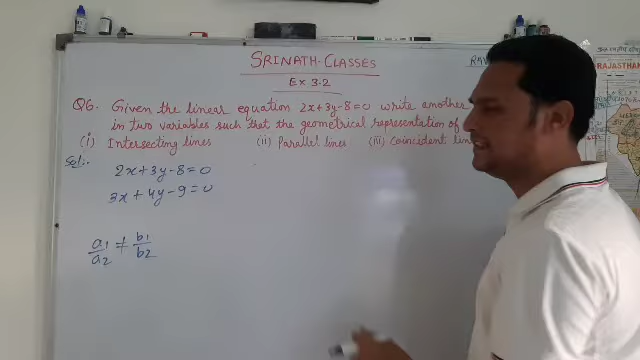 SRINATH-CLASSES
Ex 3.2
Q6. Given the linear equation 2x+3y-8=0 write another
in two variables such that the geometrical representation of
(i) Intersecting lines (ii) Parallel lines (iii) Coincident lin
Sol:-
2x+3y-8=0
3x+4y-9=0
a1/a2 ≠ b1/b2
RAJASTHAN